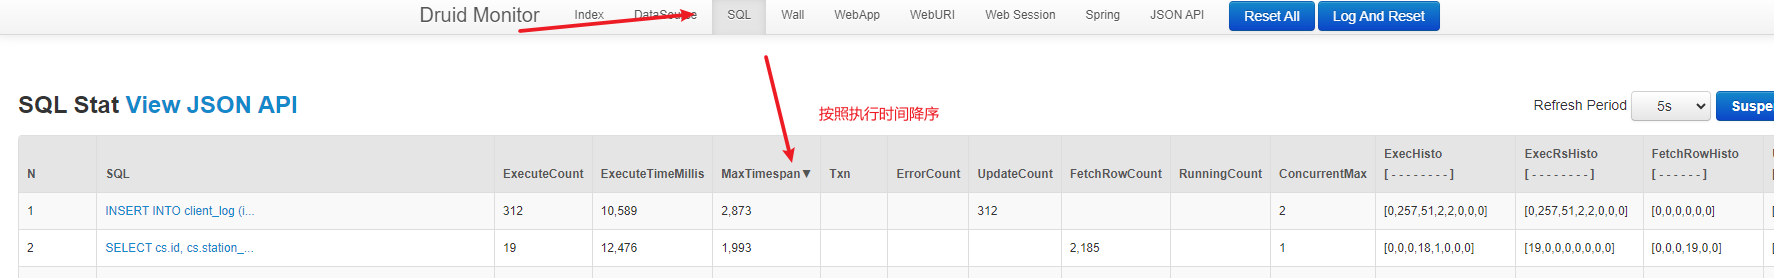 Druid Monitor Index DataSource SQL Wall WebApp WebURI Web Session Spring JSON API Reset All Log And Reset
SQL Stat View JSON API
Refresh Period 5s Suspe
按照执行时间降序
N SQL ExecuteCount ExecuteTimeMillis MaxTimespan▼ Txn ErrorCount UpdateCount FetchRowCount RunningCount ConcurrentMax ExecHisto [ - - - - - - - - ] ExecRsHisto [ - - - - - - - - ] FetchRowHisto [ - - - - - - ]
1 INSERT INTO client_log (i... 312 10,589 2,873 312 2 [0,257,51,2,2,0,0,0] [0,257,51,2,2,0,0,0] [0,0,0,0,0,0]
2 SELECT cs.id, cs.station_... 19 12,476 1,993 2,185 1 [0,0,0,18,1,0,0,0] [19,0,0,0,0,0,0,0] [0,0,0,19,0,0]